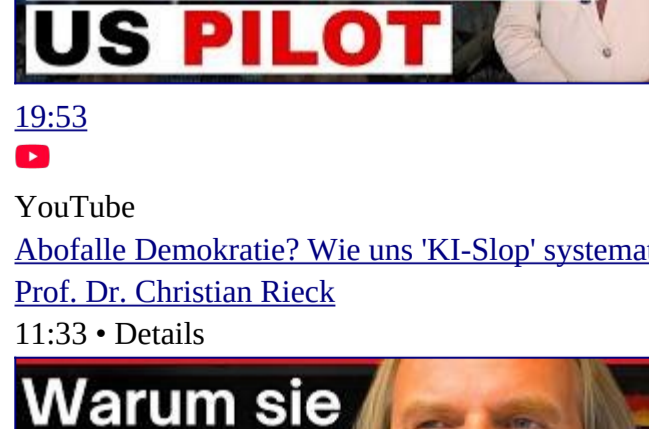 US PILOT
19:53
YouTube
Abofalle Demokratie? Wie uns 'KI-Slop' systema
Prof. Dr. Christian Rieck
11:33 • Details
Warum sie